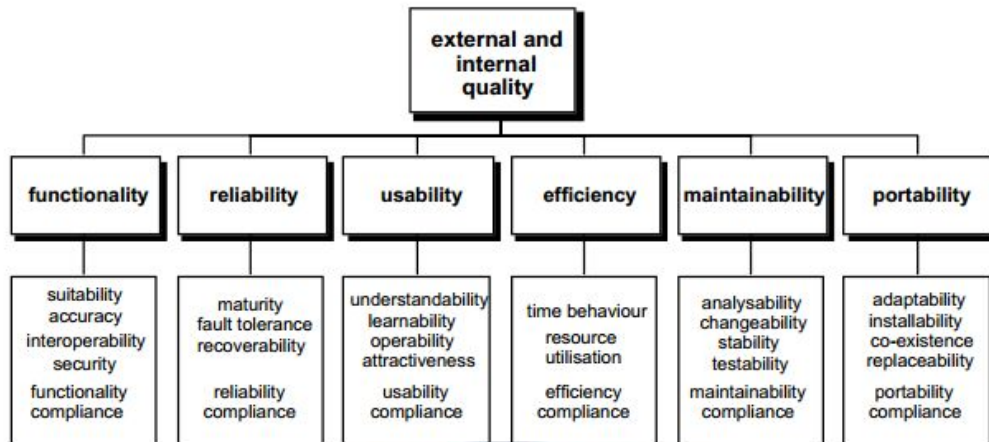 external and
internal
quality
functionality
reliability
usability
efficiency
maintainability
portability
suitability
accuracy
interoperability
security
functionality
compliance
maturity
fault tolerance
recoverability
reliability
compliance
understandability
learnability
operability
attractiveness
usability
compliance
time behaviour
resource
utilisation
efficiency
compliance
analysability
changeability
stability
testability
maintainability
compliance
adaptability
installability
co-existence
replaceability
portability
compliance